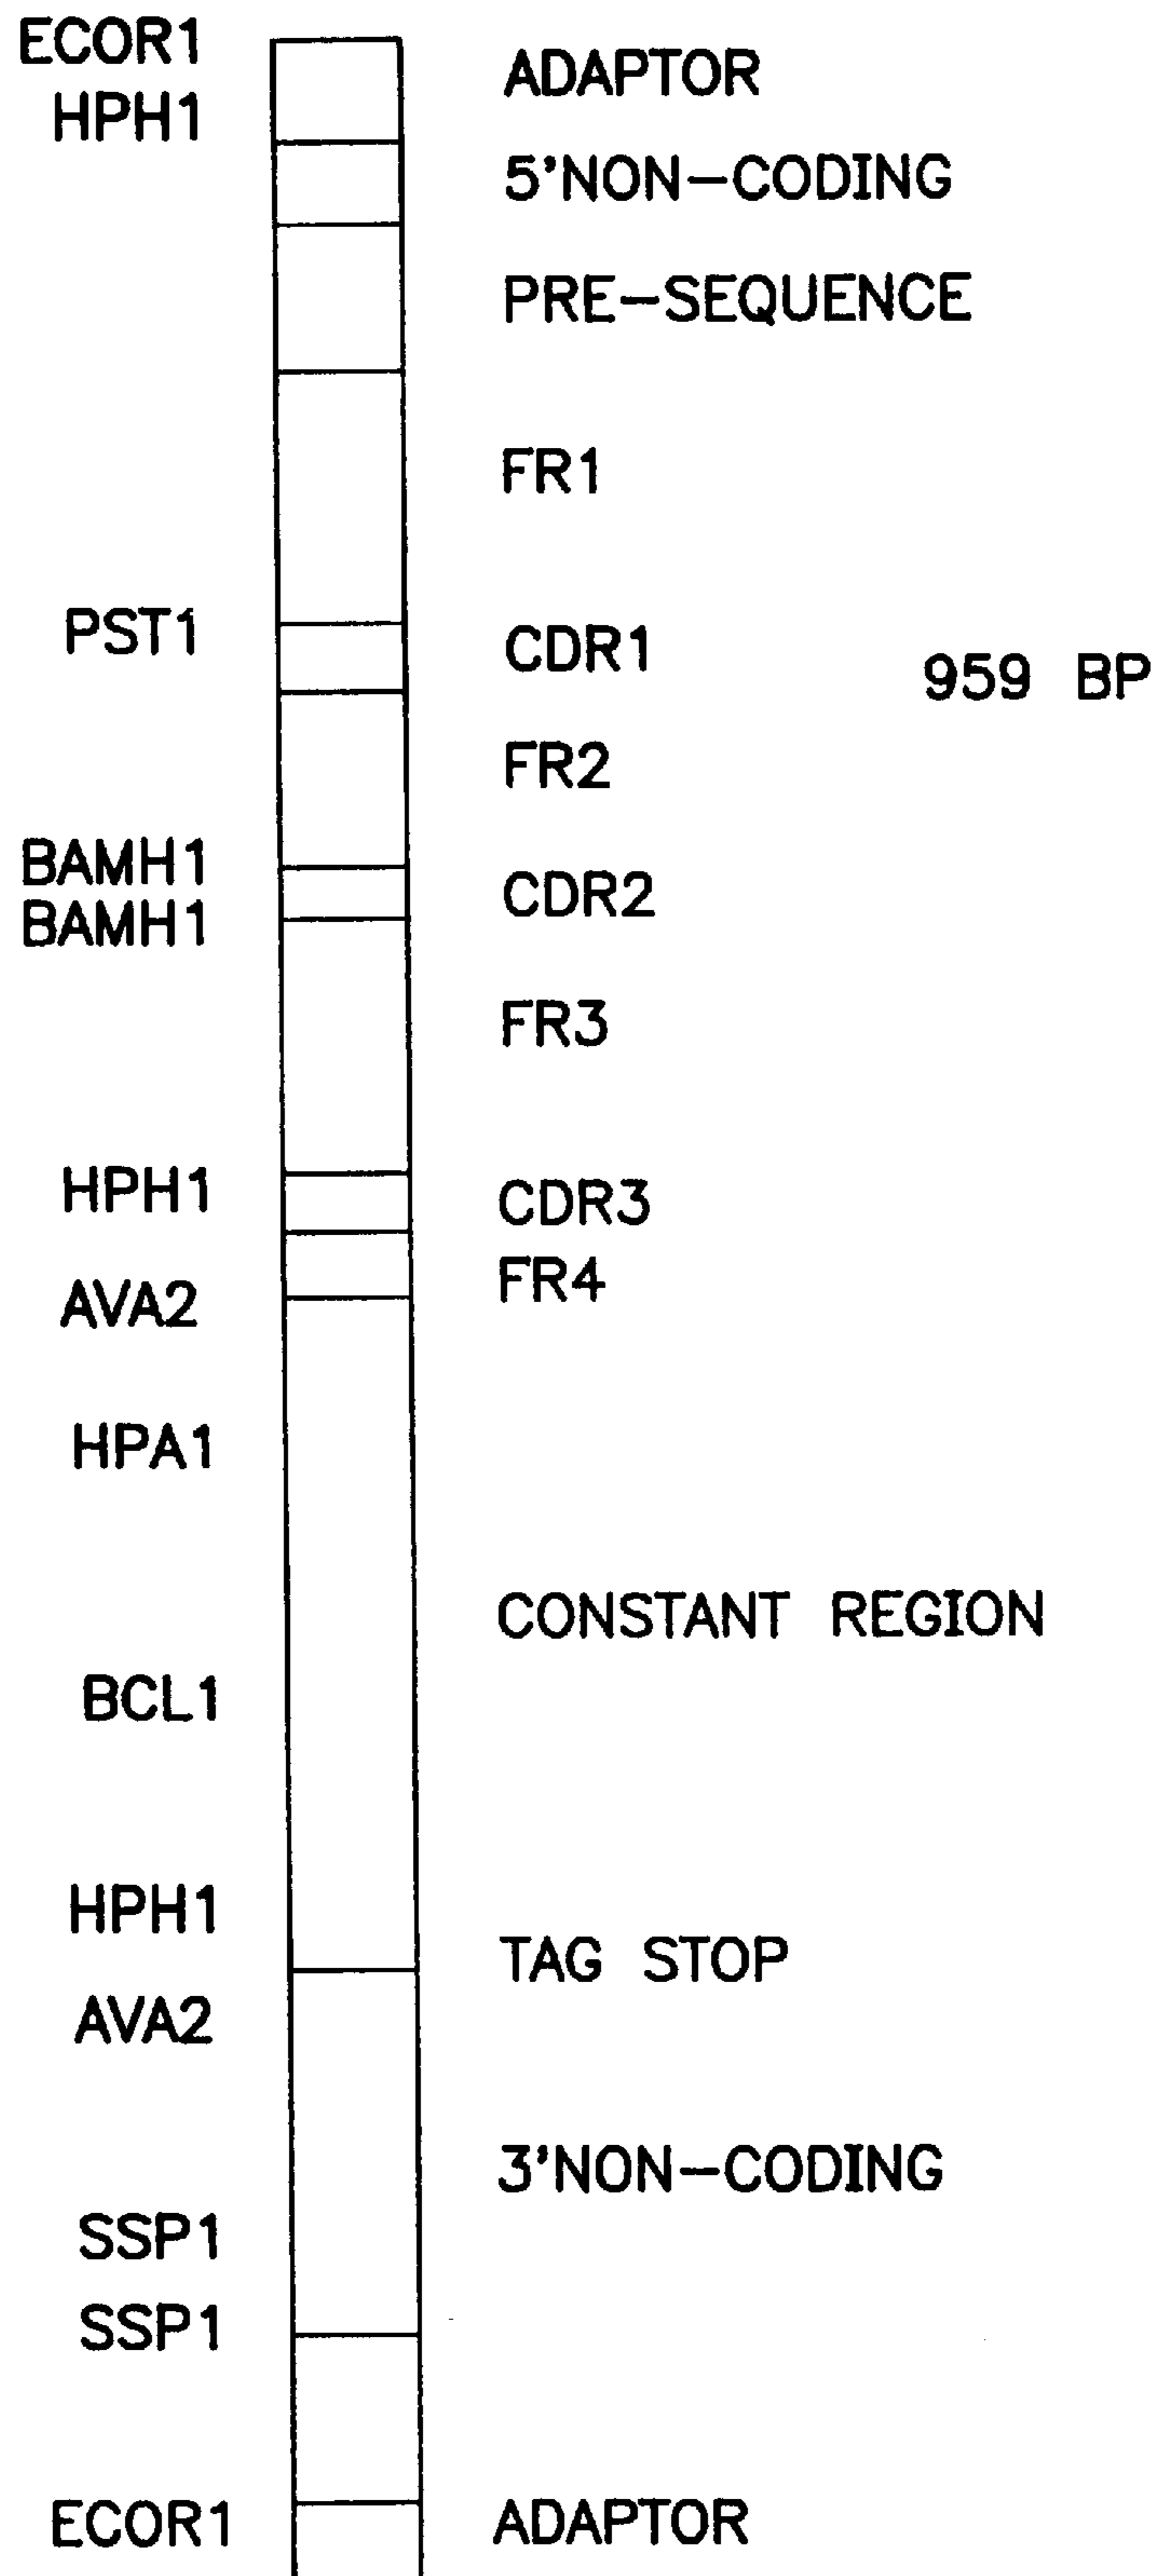 ECOR1
ADAPTOR
HPH1
5'NON-CODING
PRE-SEQUENCE
FR1
PST1
CDR1
959 BP
FR2
BAMH1
CDR2
BAMH1
FR3
HPH1
CDR3
FR4
AVA2
HPA1
CONSTANT REGION
BCL1
HPH1
TAG STOP
AVA2
3'NON-CODING
SSP1
SSP1
ECOR1
ADAPTOR